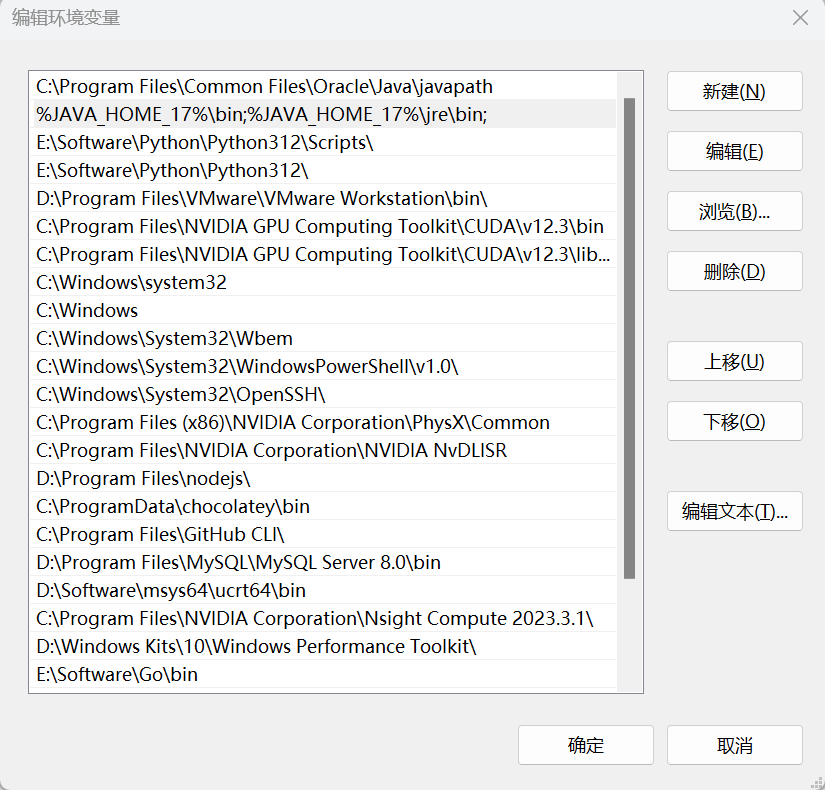 编辑环境变量
C:\Program Files\Common Files\Oracle\Java\javapath
%JAVA_HOME_17%\bin;%JAVA_HOME_17%\jre\bin;
E:\Software\Python\Python312\Scripts\
E:\Software\Python\Python312\
D:\Program Files\VMware\VMware Workstation\bin\
C:\Program Files\NVIDIA GPU Computing Toolkit\CUDA\v12.3\bin
C:\Program Files\NVIDIA GPU Computing Toolkit\CUDA\v12.3\lib...
C:\Windows\system32
C:\Windows
C:\Windows\System32\Wbem
C:\Windows\System32\WindowsPowerShell\v1.0\
C:\Windows\System32\OpenSSH\
C:\Program Files (x86)\NVIDIA Corporation\PhysX\Common
C:\Program Files\NVIDIA Corporation\NVIDIA NvDLISR
D:\Program Files\nodejs\
C:\ProgramData\chocolatey\bin
C:\Program Files\GitHub CLI\
D:\Program Files\MySQL\MySQL Server 8.0\bin
D:\Software\msys64\ucrt64\bin
C:\Program Files\NVIDIA Corporation\Nsight Compute 2023.3.1\
D:\Windows Kits\10\Windows Performance Toolkit\
E:\Software\Go\bin
新建(N)
编辑(E)
浏览(B)...
删除(D)
上移(U)
下移(O)
编辑文本(T)...
确定
取消